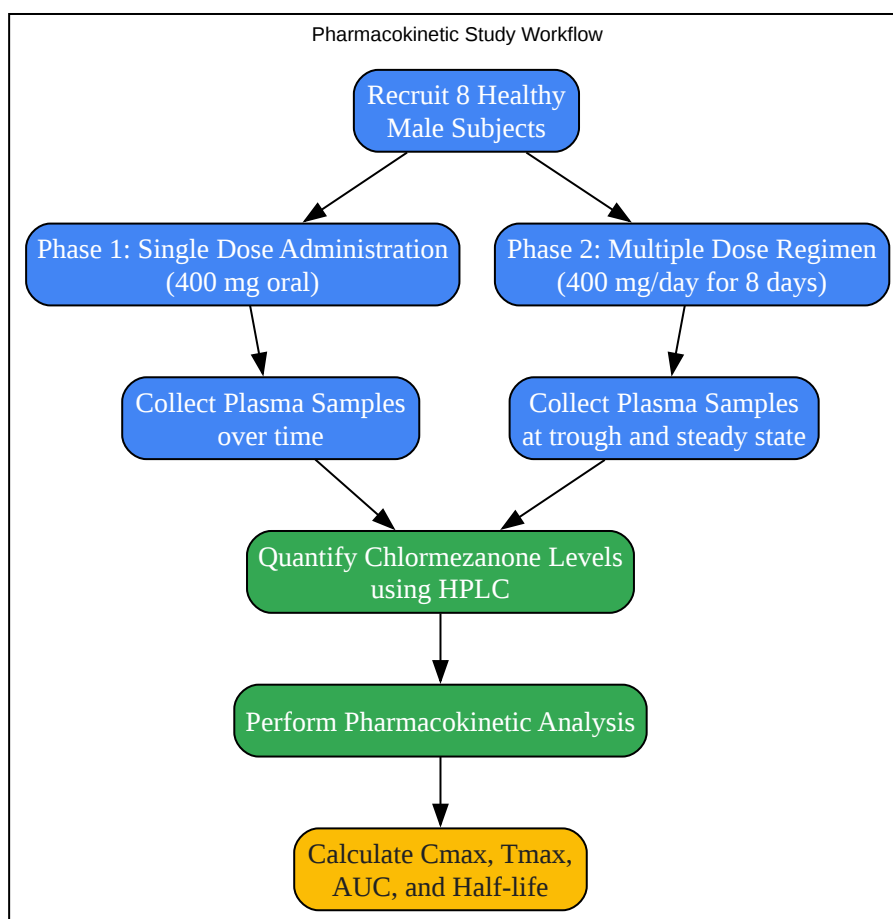 Pharmacokinetic Study Workflow
Recruit 8 Healthy
Male Subjects
Phase 1: Single Dose Administration
(400 mg oral)
Phase 2: Multiple Dose Regimen
(400 mg/day for 8 days)
Collect Plasma Samples
over time
Collect Plasma Samples
at trough and steady state
Quantify Chlormezanone Levels
using HPLC
Perform Pharmacokinetic Analysis
Calculate Cmax, Tmax,
AUC, and Half-life